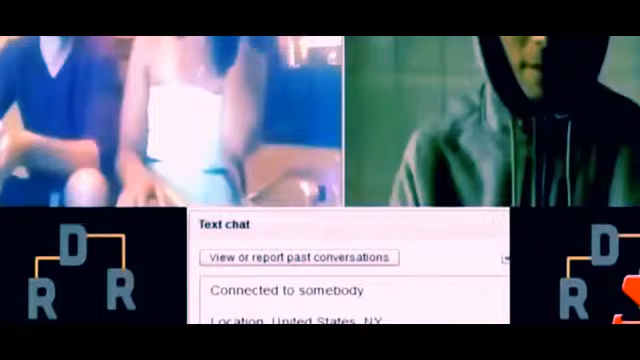 Text chat
View or report past conversations
Connected to somebody
Location, United States, NY
D
R R
D
R